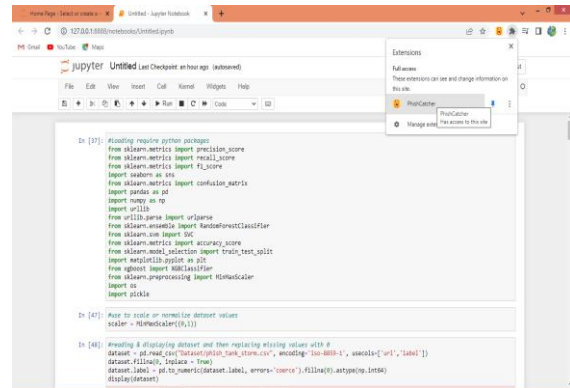 Home Page - Select or create a n
Untitled - Jupyter Notebook
127.0.0.1:8888/notebooks/Untitled.ipynb
Gmail YouTube Maps
Extensions
Full access
These extensions can see and change information on
this site.
PhishCatcher
PhishCatcher
Has access to this site
Manage exte
jupyter Untitled Last Checkpoint: an hour ago (autosaved)
File Edit View Insert Cell Kernel Widgets Help
Run Code
In [37]: #loading require python packages
from sklearn.metrics import precision_score
from sklearn.metrics import recall_score
from sklearn.metrics import f1_score
import seaborn as sns
from sklearn.metrics import confusion_matrix
import pandas as pd
import numpy as np
import urllib
from urllib.parse import urlparse
from sklearn.ensemble import RandomForestClassifier
from sklearn.svm import SVC
from sklearn.metrics import accuracy_score
from sklearn.model_selection import train_test_split
import matplotlib.pyplot as plt
from xgboost import XGBClassifier
from sklearn.preprocessing import MinMaxScaler
import os
import pickle
In [47]: #use to scale or normalize dataset values
scaler = MinMaxScaler((0,1))
In [48]: #reading & displaying dataset and then replacing missing values with 0
dataset = pd.read_csv("Dataset/phish_tank_storm.csv", encoding='iso-8859-1', usecols=['url','label'])
dataset.fillna(0, inplace = True)
dataset.label = pd.to_numeric(dataset.label, errors='coerce').fillna(0).astype(np.int64)
display(dataset)